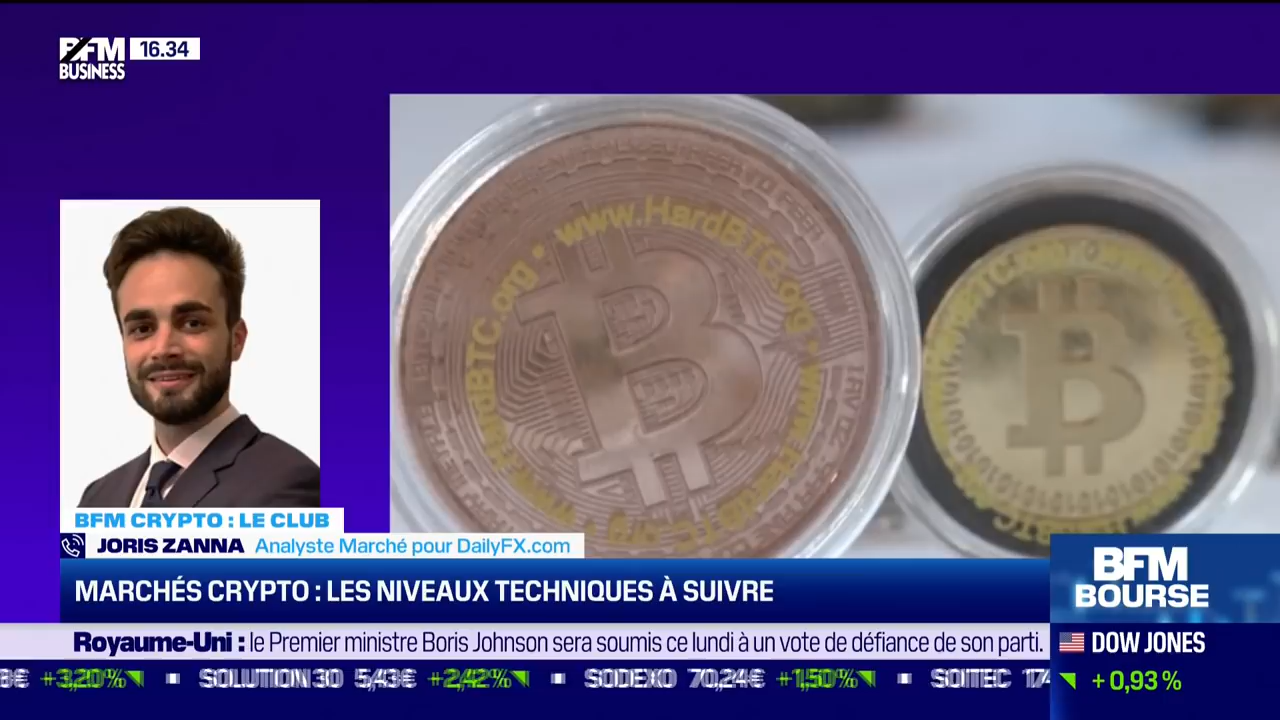 BFM 16.34
BUSINESS
www.HardBTC.org
BFM CRYPTO : LE CLUB
JORIS ZANNA Analyste Marché pour DailyFX.com
MARCHÉS CRYPTO : LES NIVEAUX TECHNIQUES À SUIVRE
BFM
BOURSE
Royaume-Uni : le Premier ministre Boris Johnson sera soumis ce lundi à un vote de défiance de son parti.
DOW JONES
+3,20% SOLUTION 30 5,43€ +2,42% SODEXO 70,24€ +1,50% SOITEC
+0,93 %